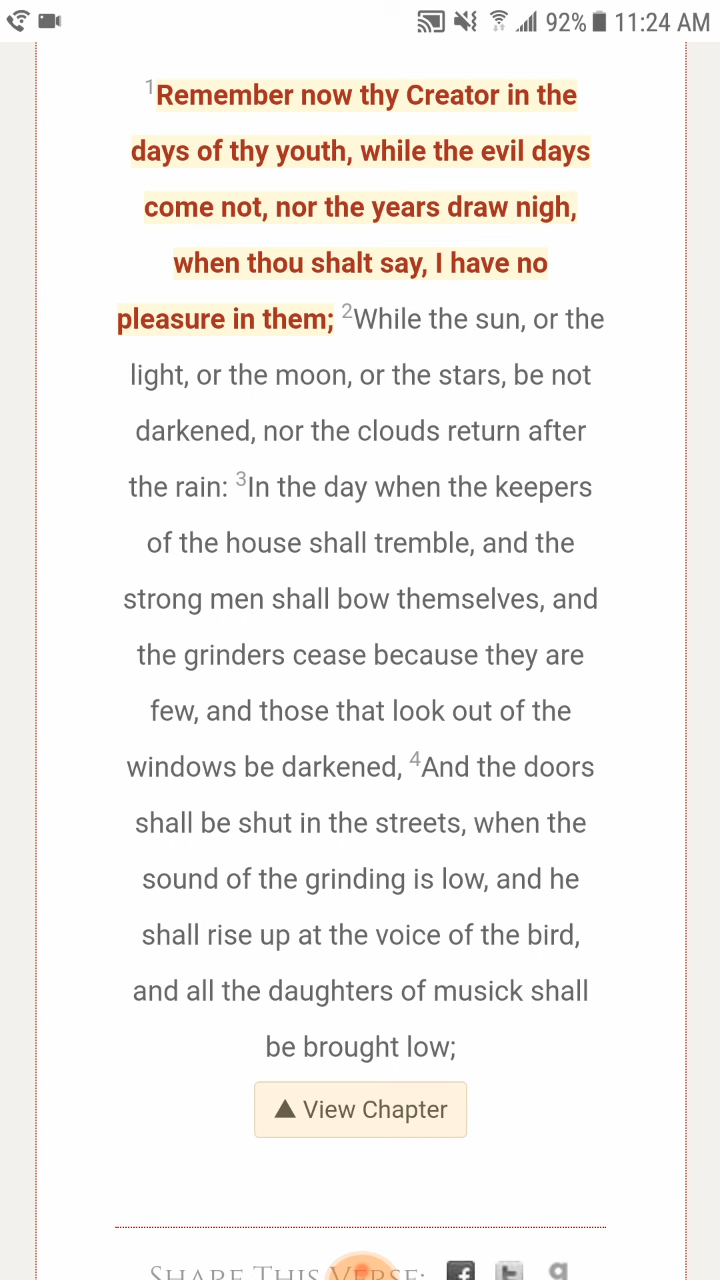 92% 11:24 AM
1Remember now thy Creator in the
days of thy youth, while the evil days
come not, nor the years draw nigh,
when thou shalt say, I have no
pleasure in them; 2While the sun, or the
light, or the moon, or the stars, be not
darkened, nor the clouds return after
the rain: 3In the day when the keepers
of the house shall tremble, and the
strong men shall bow themselves, and
the grinders cease because they are
few, and those that look out of the
windows be darkened, 4And the doors
shall be shut in the streets, when the
sound of the grinding is low, and he
shall rise up at the voice of the bird,
and all the daughters of musick shall
be brought low;
▲ View Chapter
SHARE THIS VERSE: